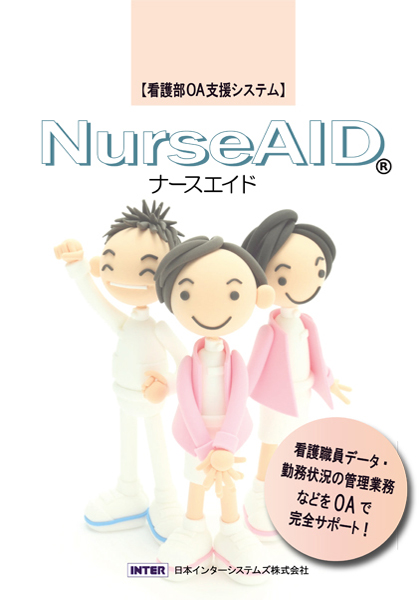 【看護部OA支援システム】
NurseAID®
ナースエイド
看護職員データ・
勤務状況の管理業務
などをOAで
完全サポート！
INTER 日本インターシステムズ株式会社